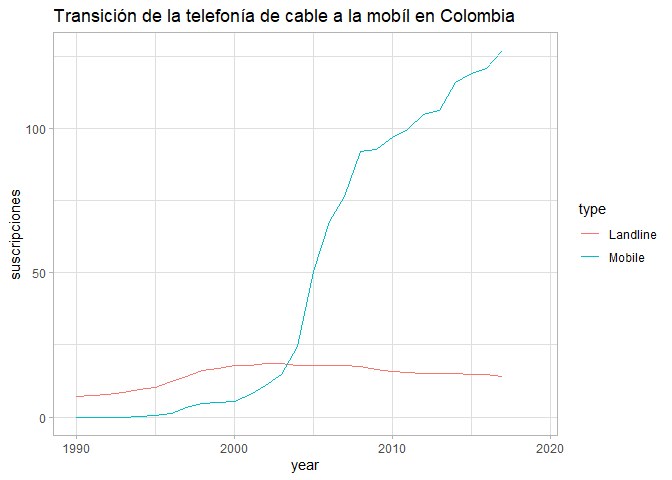 Transición de la telefonía de cable a la mobíl en Colombia
suscripciones
100
50
0
1990
2000
2010
2020
year
type
Landline
Mobile